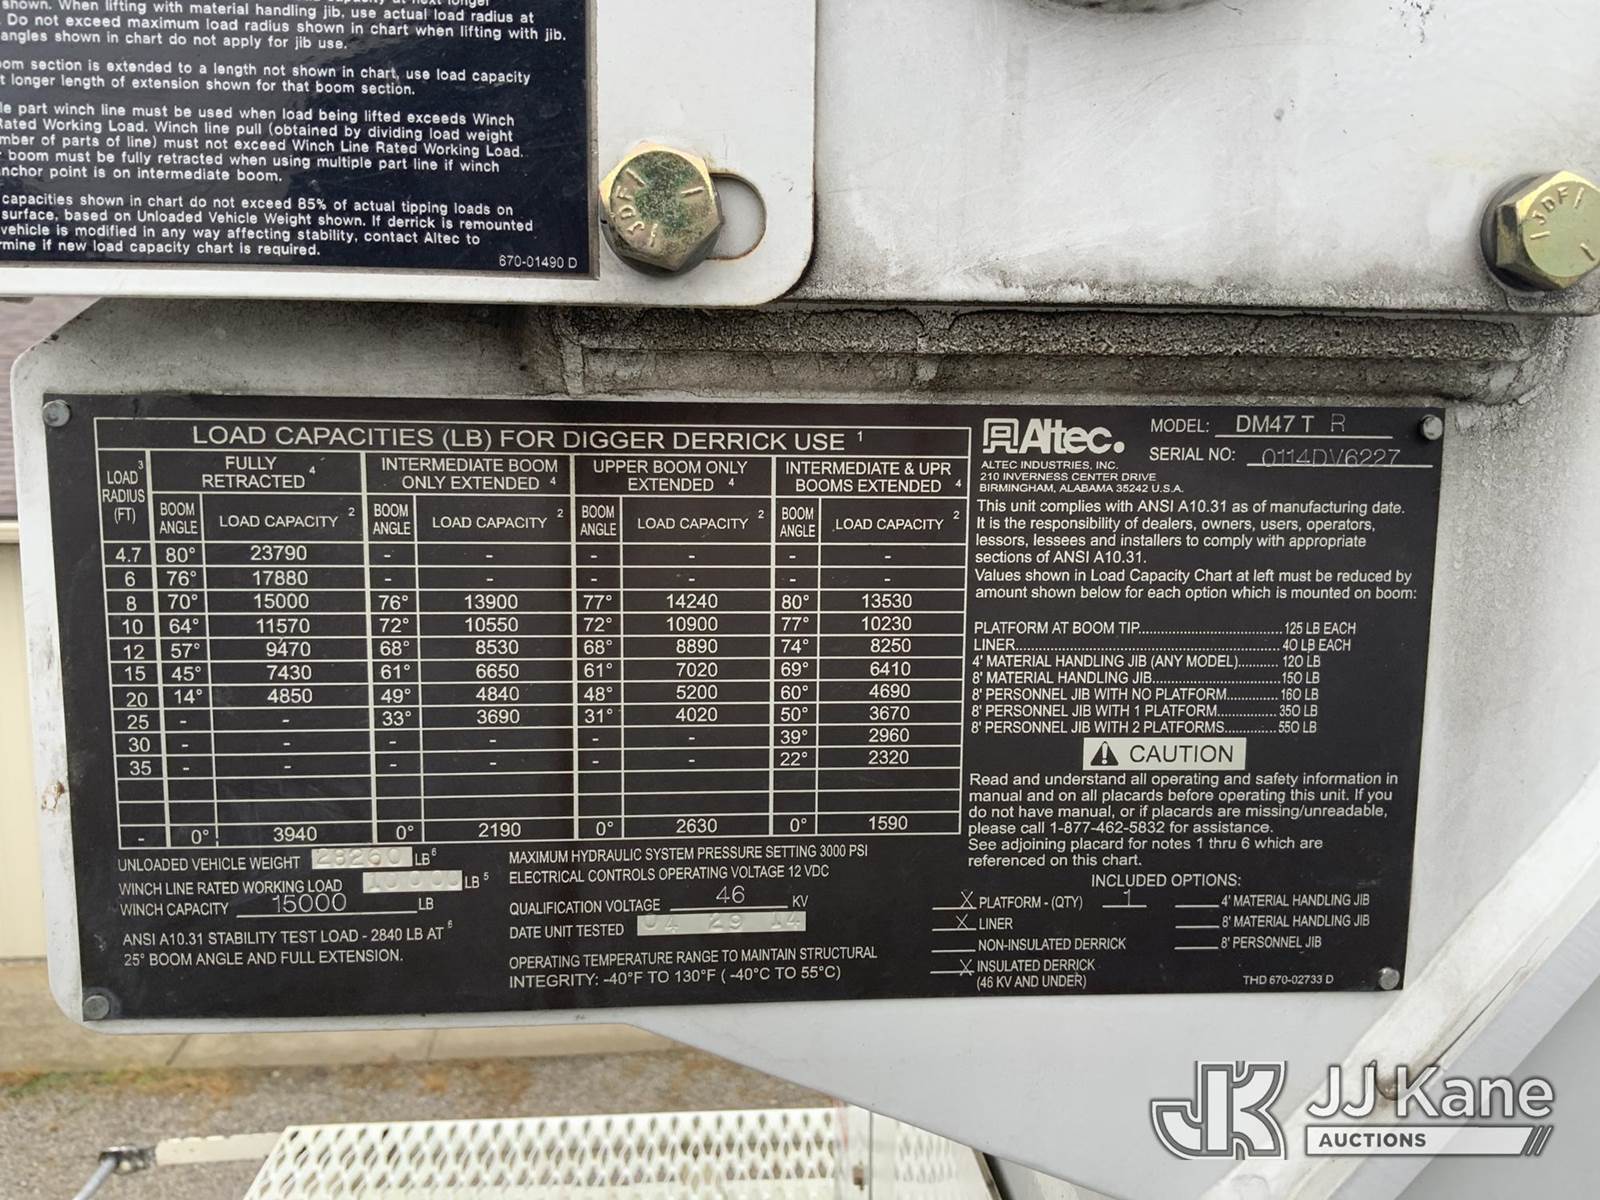 shown. When lifting with material handling jib, use actual load radius at
. Do not exceed maximum load radius shown in chart when lifting with jib.
angles shown in chart do not apply for jib use.
om section is extended to a length not shown in chart, use load capacity
t longer length of extension shown for that boom section.
le part winch line must be used when load being lifted exceeds Winch
Rated Working Load. Winch line pull (obtained by dividing load weight
mber of parts of line) must not exceed Winch Line Rated Working Load.
boom must be fully retracted when using multiple part line if winch
nchor point is on intermediate boom.
capacities shown in chart do not exceed 85% of actual tipping loads on
surface, based on Unloaded Vehicle Weight shown. If derrick is remounted
vehicle is modified in any way affecting stability, contact Altec to
rmine if new load capacity chart is required.
670-01490 D
JDF
JDF
LOAD CAPACITIES (LB) FOR DIGGER DERRICK USE 1
LOAD 3 RADIUS (FT) FULLY RETRACTED 4 INTERMEDIATE BOOM ONLY EXTENDED 4 UPPER BOOM ONLY EXTENDED 4 INTERMEDIATE & UPR BOOMS EXTENDED 4
BOOM ANGLE LOAD CAPACITY 2 BOOM ANGLE LOAD CAPACITY 2 BOOM ANGLE LOAD CAPACITY 2 BOOM ANGLE LOAD CAPACITY 2
4.7 80° 23790 - - - - - -
6 76° 17880 - - - - - -
8 70° 15000 76° 13900 77° 14240 80° 13530
10 64° 11570 72° 10550 72° 10900 77° 10230
12 57° 9470 68° 8530 68° 8890 74° 8250
15 45° 7430 61° 6650 61° 7020 69° 6410
20 14° 4850 49° 4840 48° 5200 60° 4690
25 - - 33° 3690 31° 4020 50° 3670
30 - - - - - - 39° 2960
35 - - - - - - 22° 2320
- 0° 3940 0° 2190 0° 2630 0° 1590
UNLOADED VEHICLE WEIGHT 28260 LB 6
WINCH LINE RATED WORKING LOAD 10000 LB 5
WINCH CAPACITY 15000 LB
ANSI A10.31 STABILITY TEST LOAD - 2840 LB AT 6
25° BOOM ANGLE AND FULL EXTENSION.
MAXIMUM HYDRAULIC SYSTEM PRESSURE SETTING 3000 PSI
ELECTRICAL CONTROLS OPERATING VOLTAGE 12 VDC
QUALIFICATION VOLTAGE 46 KV
DATE UNIT TESTED 04 29 14
OPERATING TEMPERATURE RANGE TO MAINTAIN STRUCTURAL
INTEGRITY: -40°F TO 130°F ( -40°C TO 55°C)
Altec.
MODEL: DM47 T R
SERIAL NO: 0114DV6227
ALTEC INDUSTRIES, INC.
210 INVERNESS CENTER DRIVE
BIRMINGHAM, ALABAMA 35242 U.S.A.
This unit complies with ANSI A10.31 as of manufacturing date.
It is the responsibility of dealers, owners, users, operators,
lessors, lessees and installers to comply with appropriate
sections of ANSI A10.31.
Values shown in Load Capacity Chart at left must be reduced by
amount shown below for each option which is mounted on boom:
PLATFORM AT BOOM TIP..........125 LB EACH
LINER..........40 LB EACH
4' MATERIAL HANDLING JIB (ANY MODEL)..........120 LB
8' MATERIAL HANDLING JIB..........150 LB
8' PERSONNEL JIB WITH NO PLATFORM..........160 LB
8' PERSONNEL JIB WITH 1 PLATFORM..........350 LB
8' PERSONNEL JIB WITH 2 PLATFORMS..........550 LB
CAUTION
Read and understand all operating and safety information in
manual and on all placards before operating this unit. If you
do not have manual, or if placards are missing/unreadable,
please call 1-877-462-5832 for assistance.
See adjoining placard for notes 1 thru 6 which are
referenced on this chart.
INCLUDED OPTIONS:
X PLATFORM - (QTY) 1
X LINER
NON-INSULATED DERRICK
X INSULATED DERRICK
(46 KV AND UNDER)
4' MATERIAL HANDLING JIB
8' MATERIAL HANDLING JIB
8' PERSONNEL JIB
THD 670-02733 D
JK JJ Kane
AUCTIONS